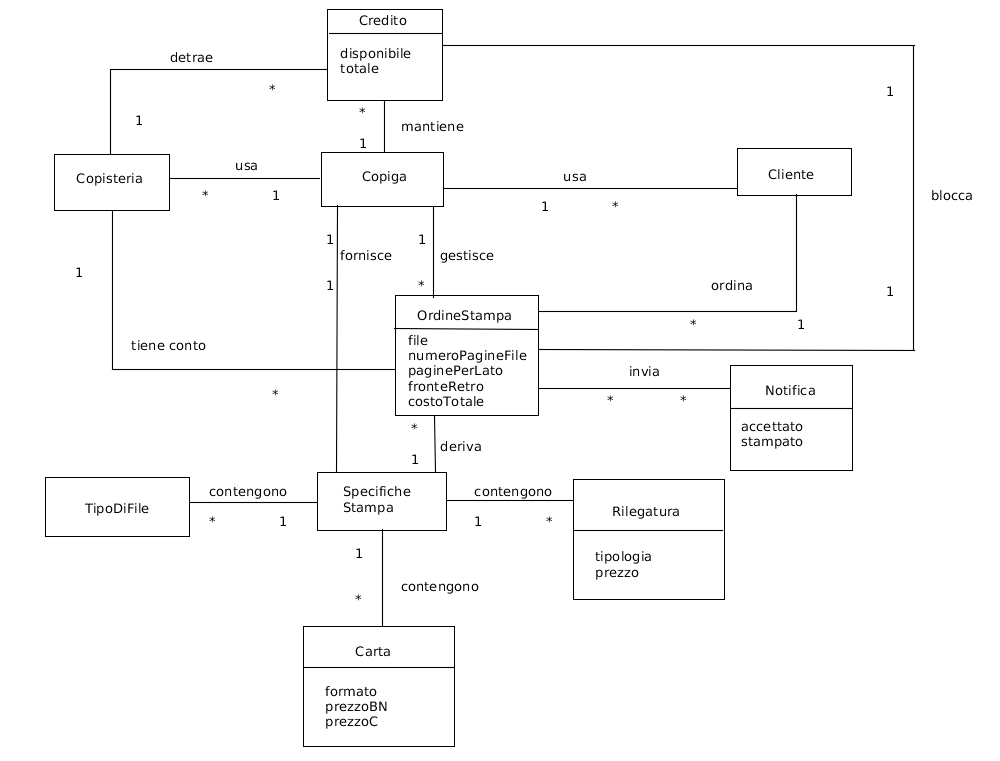 Credito
disponibile
totale
detrae
*
1
1
*
mantiene
1
Copisteria
usa
*
1
Copiga
usa
1
*
Cliente
blocca
1
1
fornisce
1
1
gestisce
*
ordina
*
1
1
tiene conto
*
OrdineStampa
file
numeroPagineFile
paginePerLato
fronteRetro
costoTotale
invia
*
*
Notifica
accettato
stampato
*
deriva
1
TipoDiFile
contengono
*
1
Specifiche
Stampa
contengono
1
*
Rilegatura
tipologia
prezzo
1
contengono
*
Carta
formato
prezzoBN
prezzoC